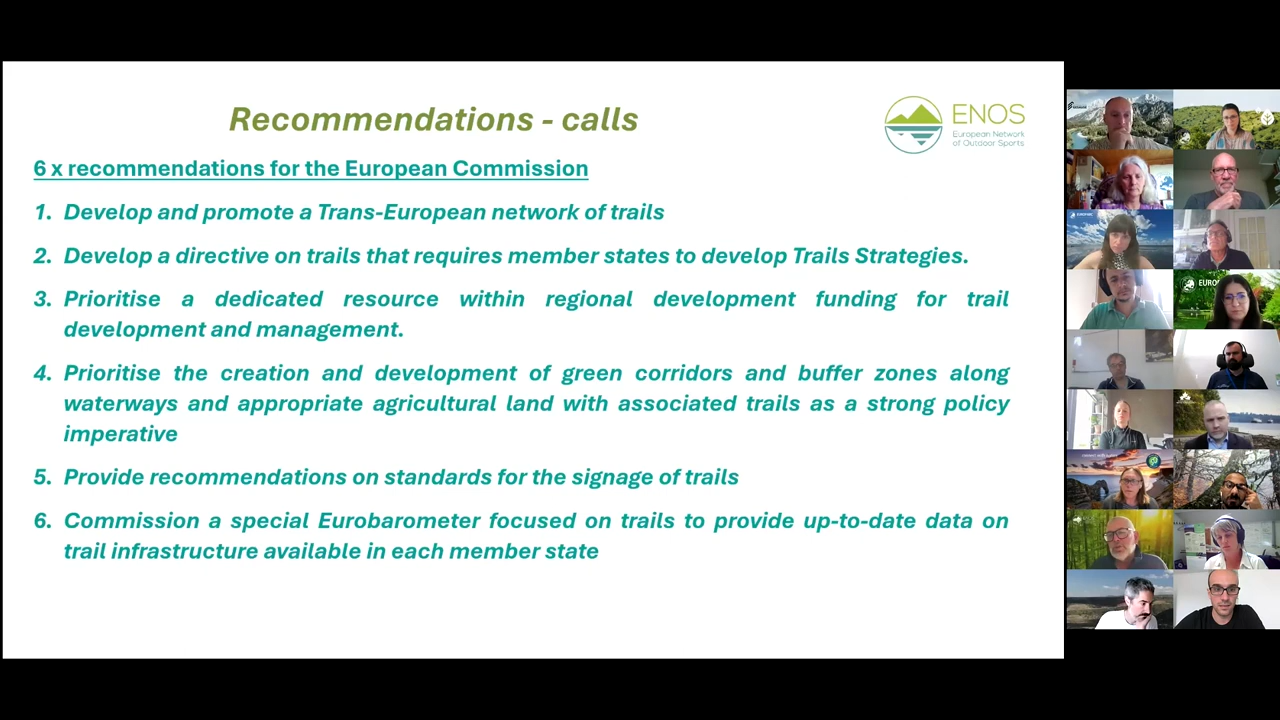 Recommendations - calls
ENOS
European Network
of Outdoor Sports
6 x recommendations for the European Commission
1. Develop and promote a Trans-European network of trails
2. Develop a directive on trails that requires member states to develop Trails Strategies.
3. Prioritise a dedicated resource within regional development funding for trail
development and management.
4. Prioritise the creation and development of green corridors and buffer zones along
waterways and appropriate agricultural land with associated trails as a strong policy
imperative
5. Provide recommendations on standards for the signage of trails
6. Commission a special Eurobarometer focused on trails to provide up-to-date data on
trail infrastructure available in each member state